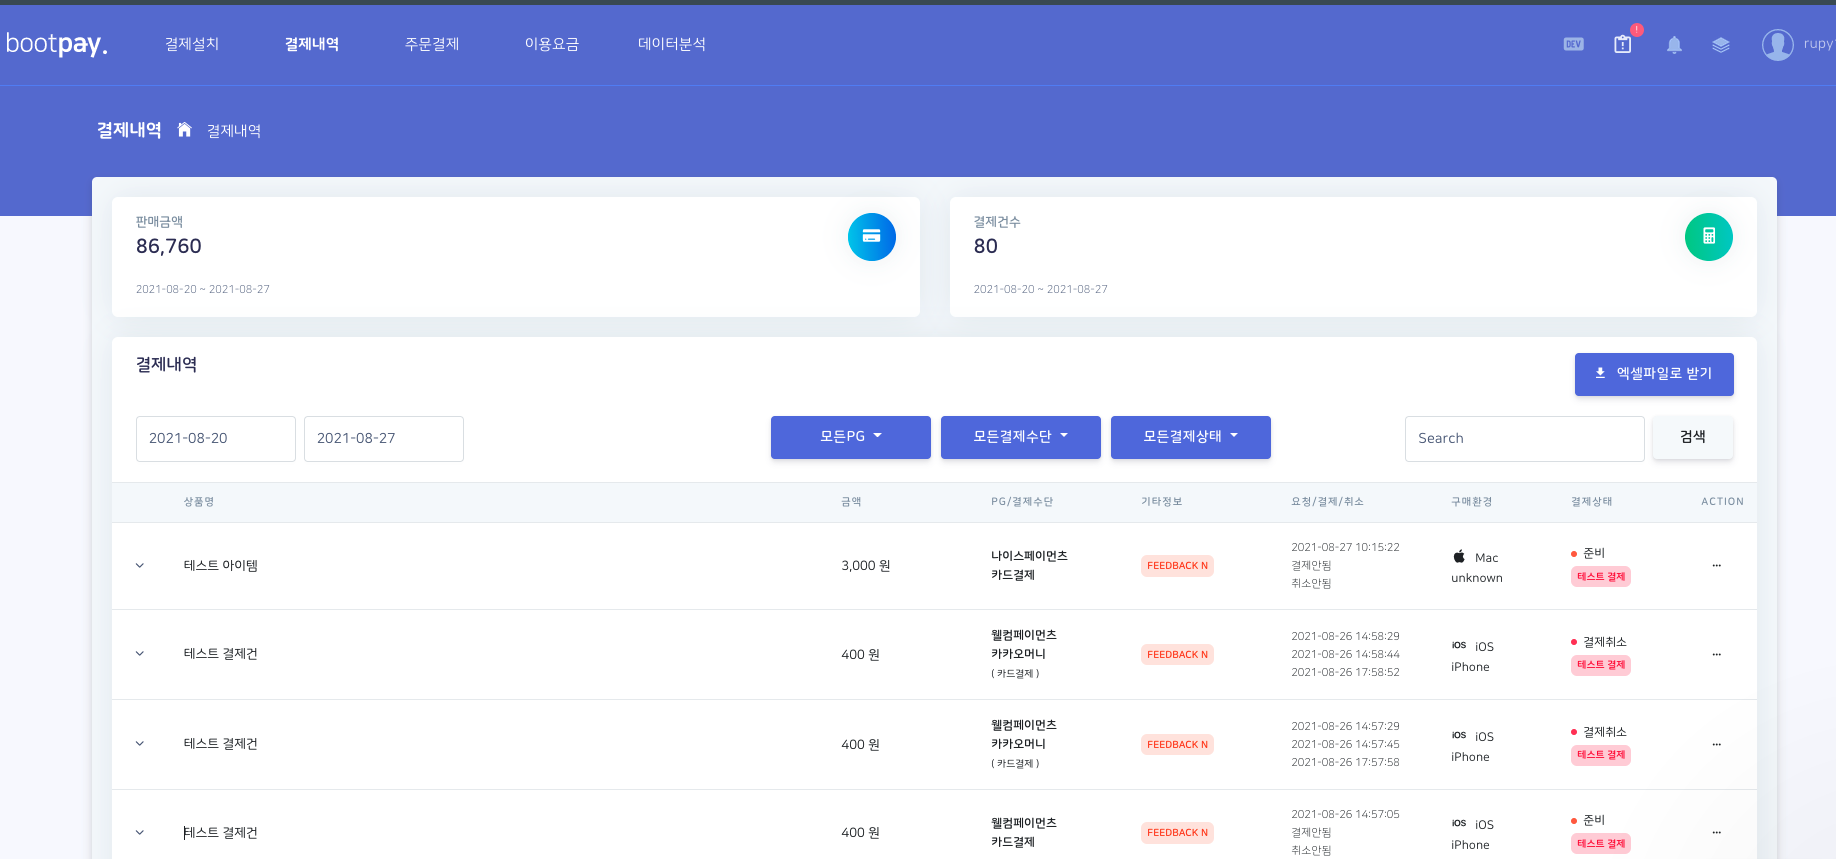 bootpay.
결제설치
결제내역
주문결제
이용요금
데이터분석
DEV
!
rupy
결제내역
결제내역
판매금액
86,760
2021-08-20 ~ 2021-08-27
결제건수
80
2021-08-20 ~ 2021-08-27
결제내역
엑셀파일로 받기
2021-08-20
2021-08-27
모든PG
모든결제수단
모든결제상태
Search
검색
상품명
금액
PG/결제수단
기타정보
요청/결제/취소
구매환경
결제상태
ACTION
테스트 아이템
3,000 원
나이스페이먼츠
카드결제
FEEDBACK N
2021-08-27 10:15:22
결제안됨
취소안됨
Mac
unknown
준비
테스트 결제
...
테스트 결제건
400 원
웰컴페이먼츠
카카오머니
( 카드결제 )
FEEDBACK N
2021-08-26 14:58:29
2021-08-26 14:58:44
2021-08-26 17:58:52
iOS iOS
iPhone
결제취소
테스트 결제
...
테스트 결제건
400 원
웰컴페이먼츠
카카오머니
( 카드결제 )
FEEDBACK N
2021-08-26 14:57:29
2021-08-26 14:57:45
2021-08-26 17:57:58
iOS iOS
iPhone
결제취소
테스트 결제
...
테스트 결제건
400 원
웰컴페이먼츠
카드결제
FEEDBACK N
2021-08-26 14:57:05
결제안됨
취소안됨
iOS iOS
iPhone
준비
테스트 결제
...